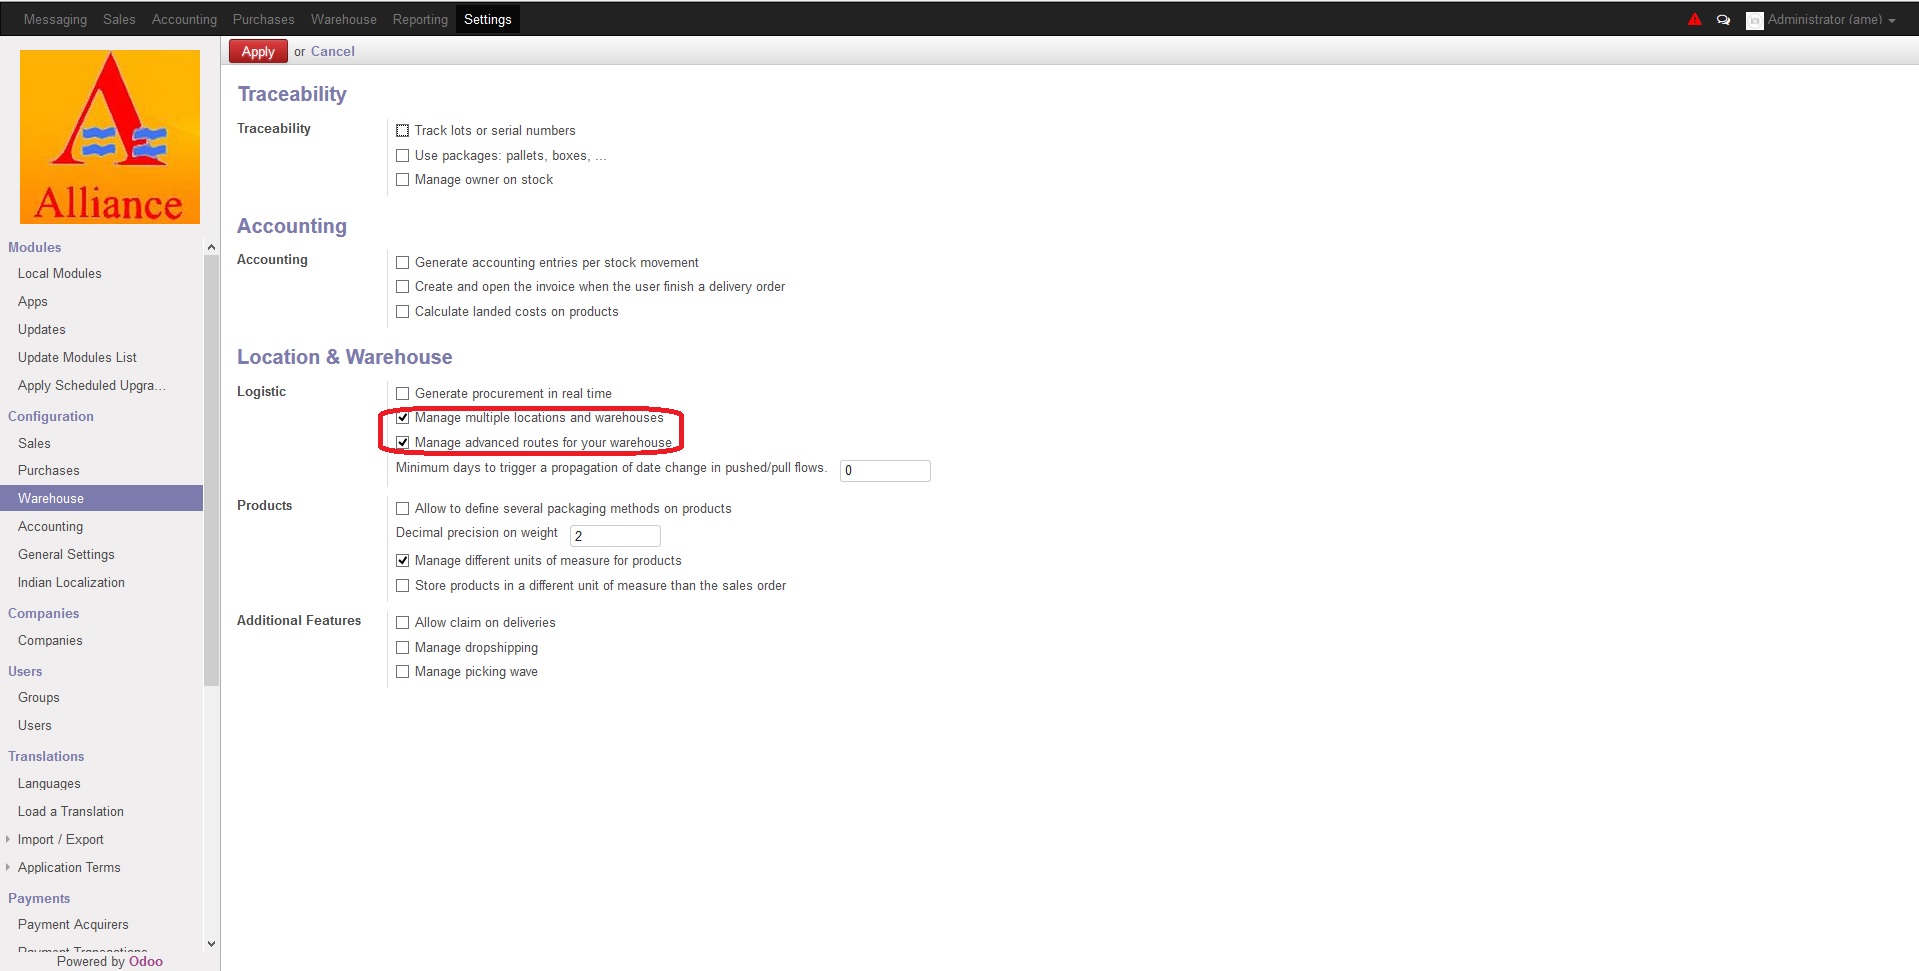 Messaging Sales Accounting Purchases Warehouse Reporting Settings Administrator (ame)
Apply or Cancel
Alliance
Modules
Local Modules
Apps
Updates
Update Modules List
Apply Scheduled Upgra...
Configuration
Sales
Purchases
Warehouse
Accounting
General Settings
Indian Localization
Companies
Companies
Users
Groups
Users
Translations
Languages
Load a Translation
Import / Export
Application Terms
Payments
Payment Acquirers
Payment Transactions
Powered by Odoo
Traceability
Traceability
Track lots or serial numbers
Use packages: pallets, boxes, ...
Manage owner on stock
Accounting
Accounting
Generate accounting entries per stock movement
Create and open the invoice when the user finish a delivery order
Calculate landed costs on products
Location & Warehouse
Logistic
Generate procurement in real time
Manage multiple locations and warehouses
Manage advanced routes for your warehouse
Minimum days to trigger a propagation of date change in pushed/pull flows. 0
Products
Allow to define several packaging methods on products
Decimal precision on weight 2
Manage different units of measure for products
Store products in a different unit of measure than the sales order
Additional Features
Allow claim on deliveries
Manage dropshipping
Manage picking wave